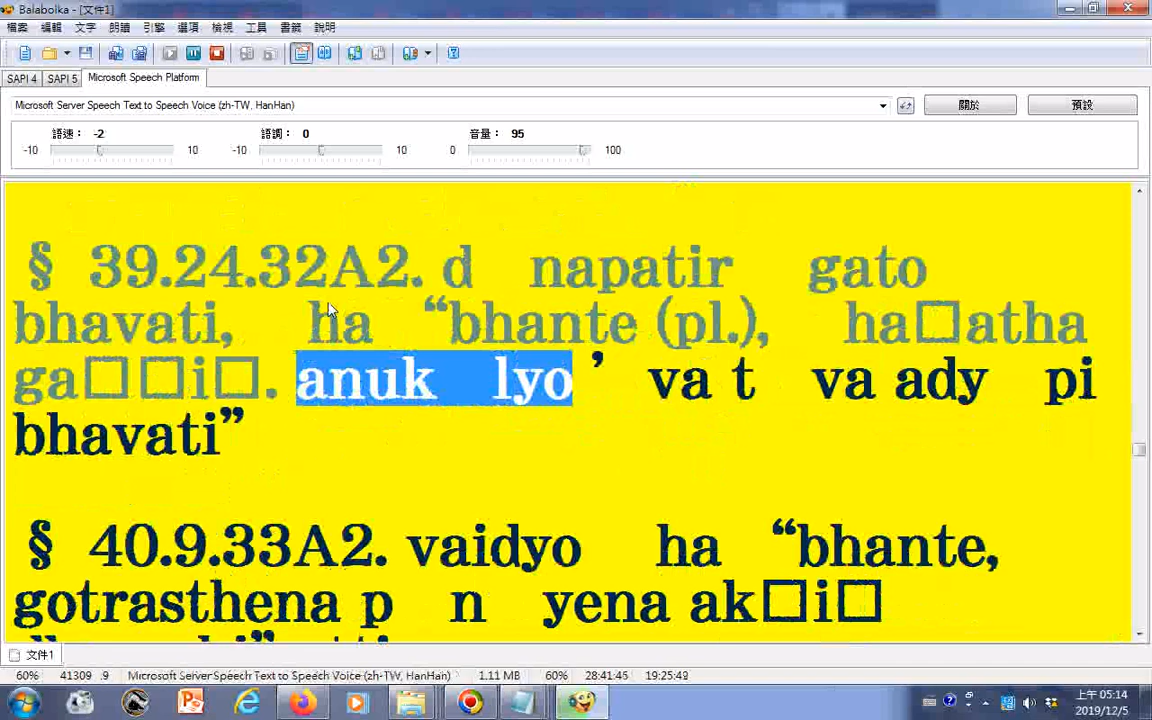 Balabolka - [文件1]
檔案 編輯 文字 朗讀 引擎 選項 檢視 工具 書籤 說明
SAPI 4 SAPI 5 Microsoft Speech Platform
Microsoft Server Speech Text to Speech Voice (zh-TW, HanHan) 關於 預設
語速： -2 語調： 0 音量： 95
-10 10 -10 10 0 100
§ 39.24.32A2. d napatir gato
bhavati, ha “bhante (pl.), ha□atha
ga□□i□. anuk lyo ’ va t va ady pi
bhavati”
§ 40.9.33A2. vaidyo ha “bhante,
gotrasthena p n yena ak□i□
文件1
60% 41309 :9 Microsoft Server Speech Text to Speech Voice (zh-TW, HanHan) 1.11 MB 60% 28:41:45 19:25:49
上午 05:14
2019/12/5